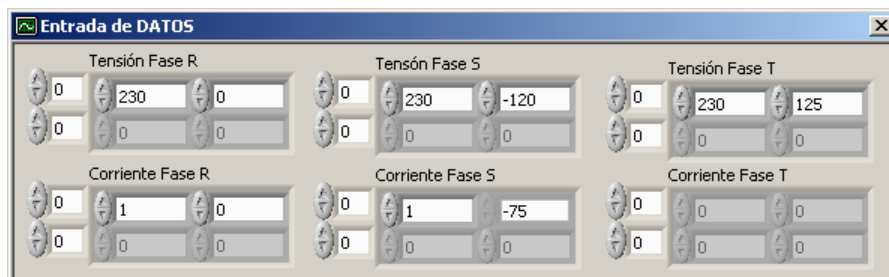 Entrada de DATOS
Tensión Fase R Tensón Fase S Tensión Fase T
0 230 0 0 230 -120 0 230 125
0 0 0 0 0 0 0 0 0
Corriente Fase R Corriente Fase S Corriente Fase T
0 1 0 0 1 -75 0 0 0
0 0 0 0 0 0 0 0 0